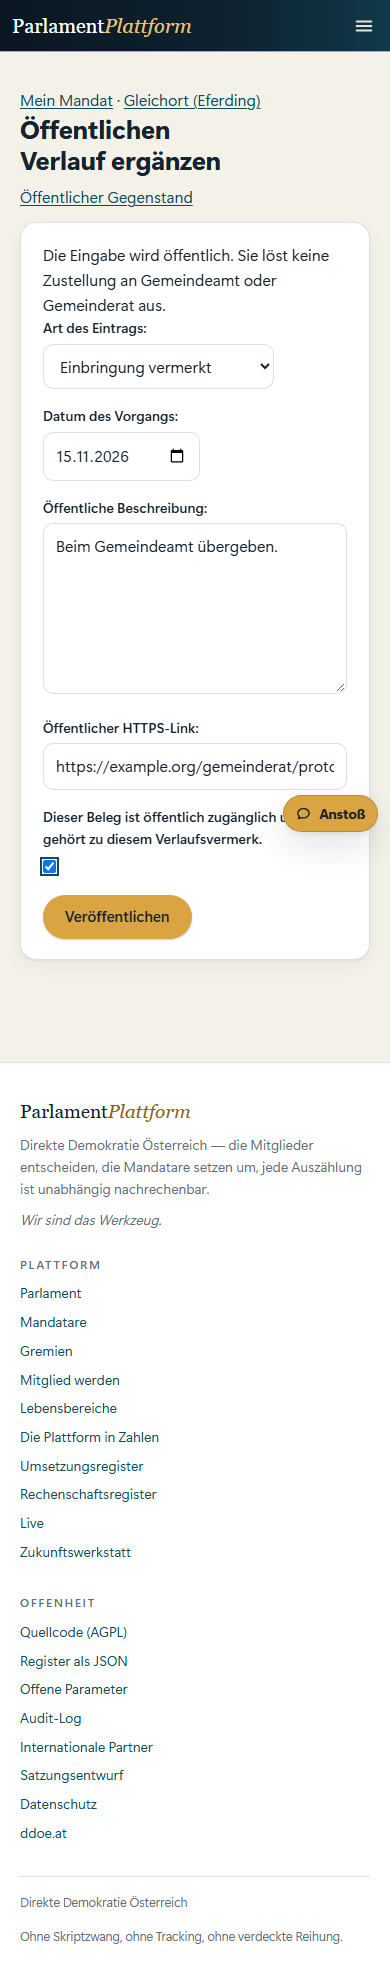 ParlamentPlattform
Mein Mandat · Gleichort (Eferding)
Öffentlichen
Verlauf ergänzen
Öffentlicher Gegenstand
Die Eingabe wird öffentlich. Sie löst keine
Zustellung an Gemeindeamt oder
Gemeinderat aus.
Art des Eintrags:
Einbringung vermerkt
Datum des Vorgangs:
15.11.2026
Öffentliche Beschreibung:
Beim Gemeindeamt übergeben.
Öffentlicher HTTPS-Link:
https://example.org/gemeinderat/proto
Dieser Beleg ist öffentlich zugänglich
Anstoß
gehört zu diesem Verlaufsvermerk.
Veröffentlichen
ParlamentPlattform
Direkte Demokratie Österreich — die Mitglieder
entscheiden, die Mandatare setzen um, jede Auszählung
ist unabhängig nachrechenbar.
Wir sind das Werkzeug.
PLATTFORM
Parlament
Mandatare
Gremien
Mitglied werden
Lebensbereiche
Die Plattform in Zahlen
Umsetzungsregister
Rechenschaftsregister
Live
Zukunftswerkstatt
OFFENHEIT
Quellcode (AGPL)
Register als JSON
Offene Parameter
Audit-Log
Internationale Partner
Satzungsentwurf
Datenschutz
ddoe.at
Direkte Demokratie Österreich
Ohne Skriptzwang, ohne Tracking, ohne verdeckte Reihung.